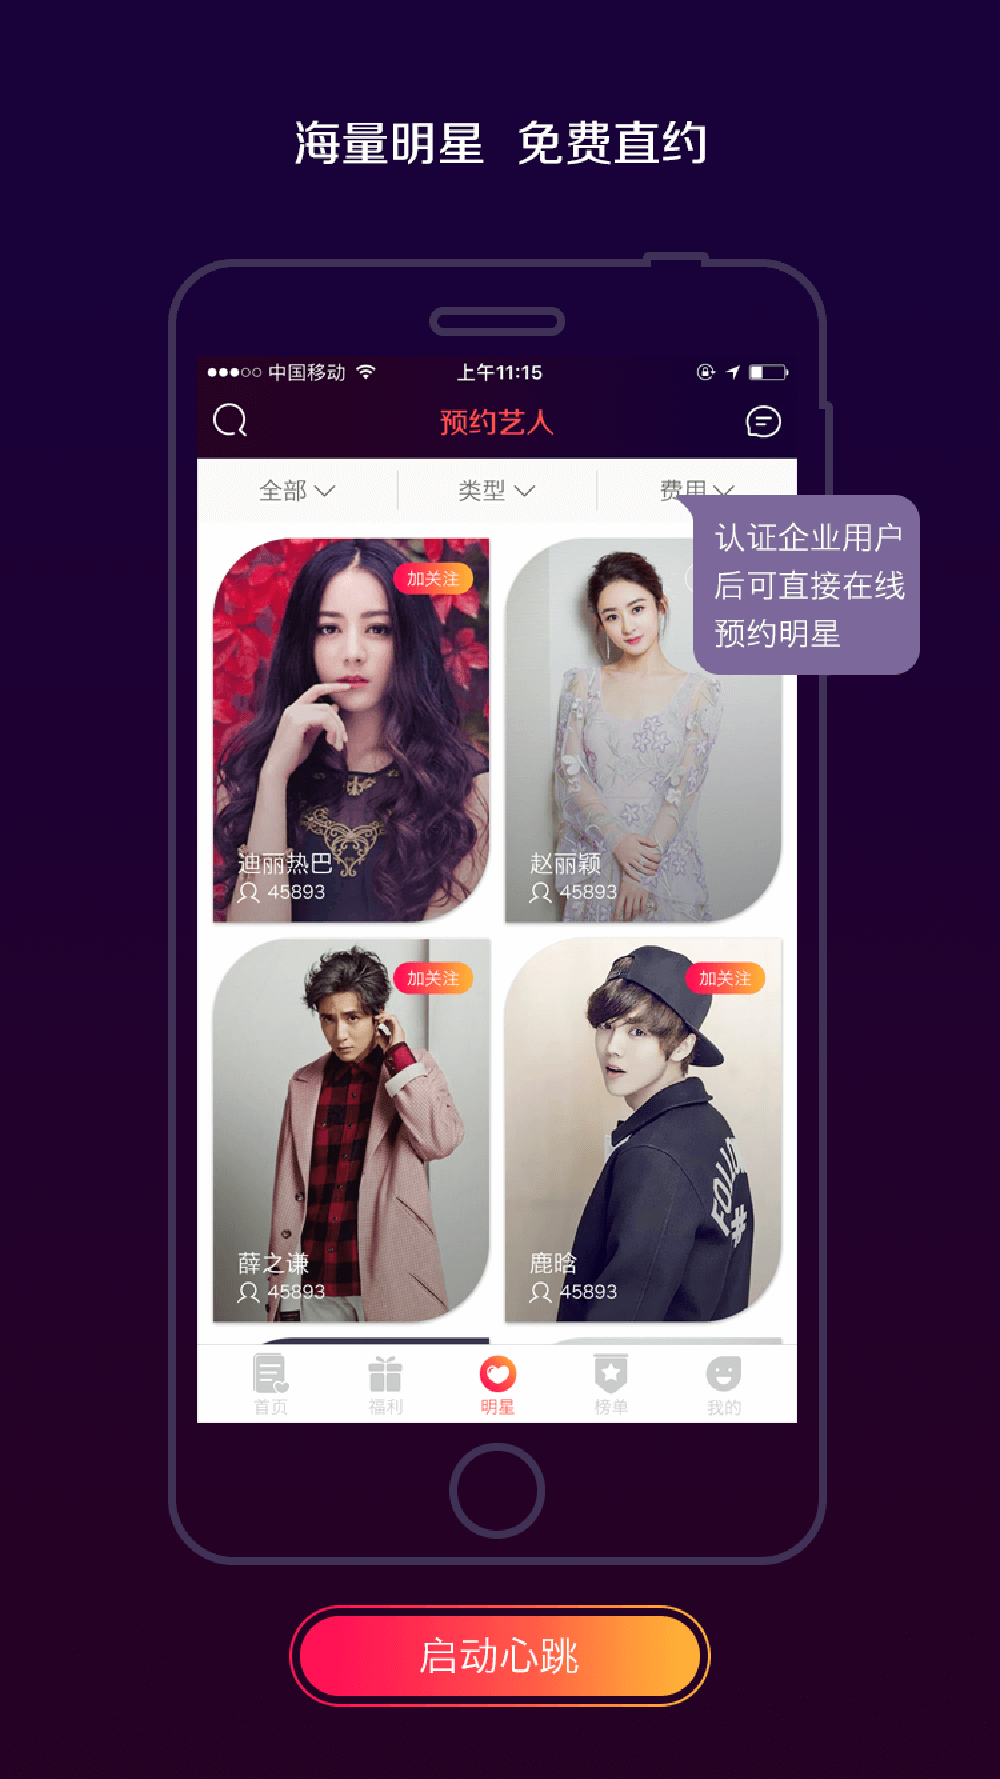 海量明星 免费直约
中国移动 上午11:15
预约艺人
全部 类型 费用
认证企业用户
后可直接在线
预约明星
加关注
迪丽热巴
45893
赵丽颖
45893
加关注
薛之谦
45893
加关注
FOLLO
#
鹿晗
45893
首页 福利 明星 榜单 我的
启动心跳